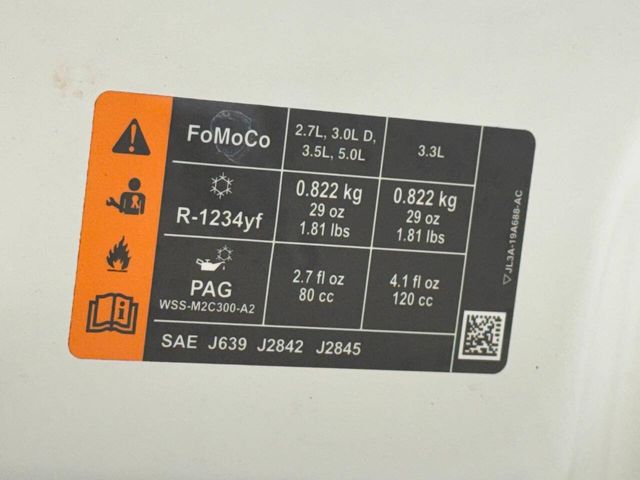 FoMoCo
2.7L, 3.0L D,
3.5L, 5.0L
3.3L
R-1234yf
0.822 kg
29 oz
1.81 lbs
0.822 kg
29 oz
1.81 lbs
PAG
WSS-M2C300-A2
2.7 fl oz
80 cc
4.1 fl oz
120 cc
SAE J639 J2842 J2845
JL3A-19A688-AC